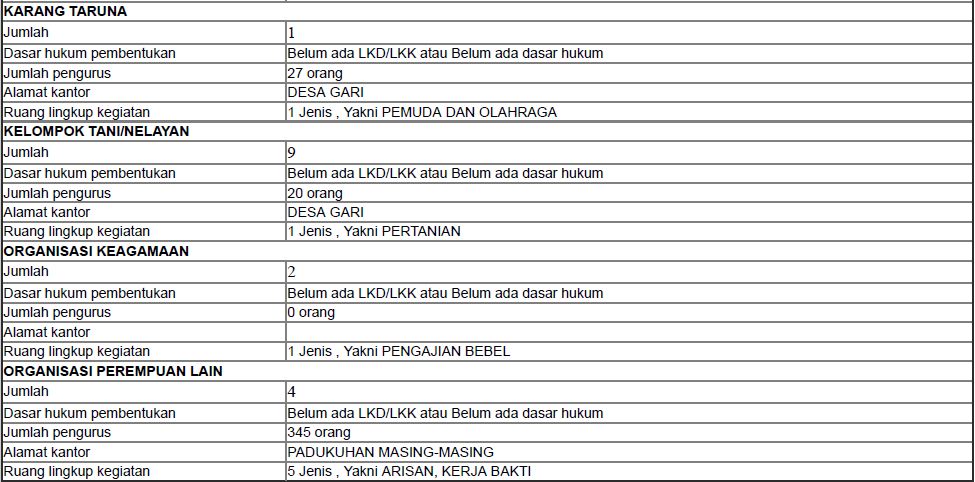 KARANG TARUNA
Jumlah 1
Dasar hukum pembentukan Belum ada LKD/LKK atau Belum ada dasar hukum
Jumlah pengurus 27 orang
Alamat kantor DESA GARI
Ruang lingkup kegiatan 1 Jenis , Yakni PEMUDA DAN OLAHRAGA
KELOMPOK TANI/NELAYAN
Jumlah 9
Dasar hukum pembentukan Belum ada LKD/LKK atau Belum ada dasar hukum
Jumlah pengurus 20 orang
Alamat kantor DESA GARI
Ruang lingkup kegiatan 1 Jenis , Yakni PERTANIAN
ORGANISASI KEAGAMAAN
Jumlah 2
Dasar hukum pembentukan Belum ada LKD/LKK atau Belum ada dasar hukum
Jumlah pengurus 0 orang
Alamat kantor
Ruang lingkup kegiatan 1 Jenis , Yakni PENGAJIAN BEBEL
ORGANISASI PEREMPUAN LAIN
Jumlah 4
Dasar hukum pembentukan Belum ada LKD/LKK atau Belum ada dasar hukum
Jumlah pengurus 345 orang
Alamat kantor PADUKUHAN MASING-MASING
Ruang lingkup kegiatan 5 Jenis , Yakni ARISAN, KERJA BAKTI